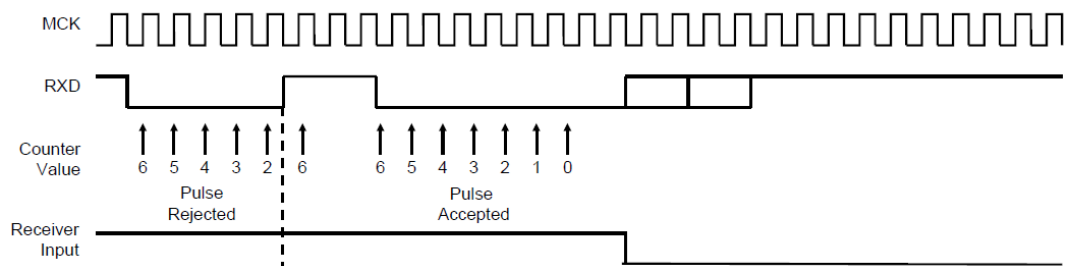 MCK
RXD
Counter
Value
6 5 4 3 2 6 6 5 4 3 2 1 0
Pulse
Rejected
Pulse
Accepted
Receiver
Input